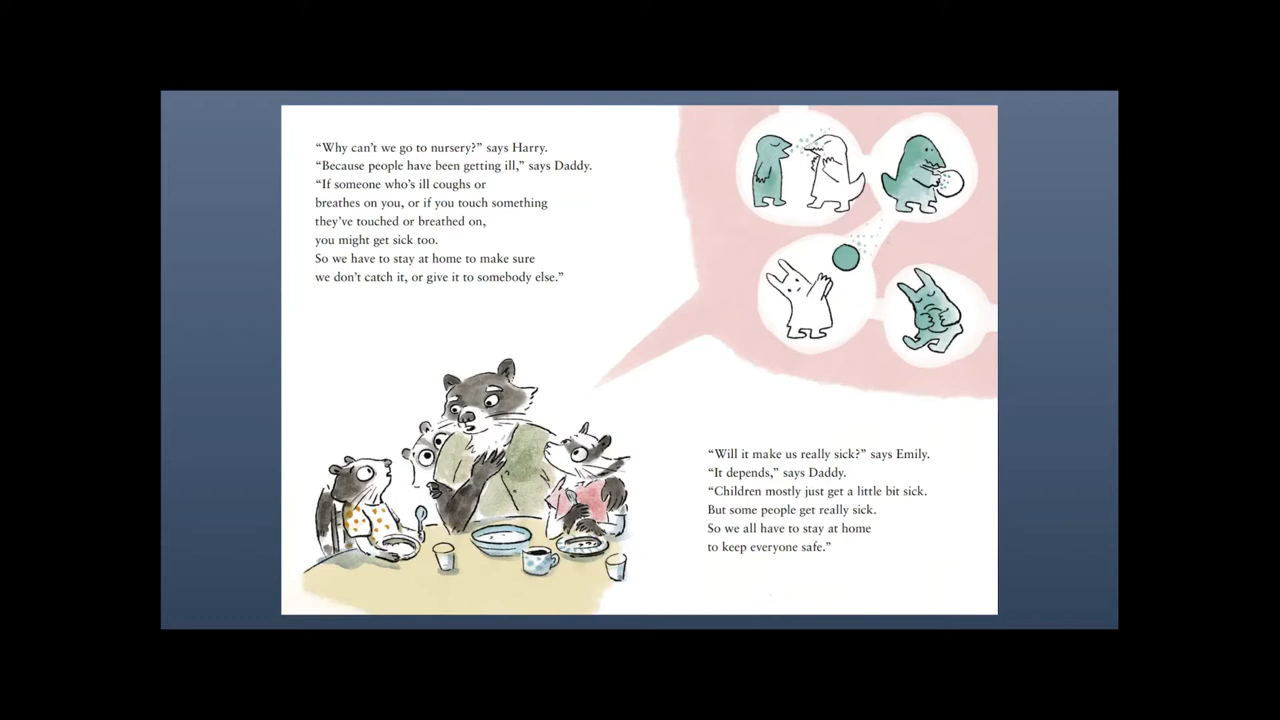 “Why can’t we go to nursery?” says Harry.
“Because people have been getting ill,” says Daddy.
“If someone who’s ill coughs or
breathes on you, or if you touch something
they’ve touched or breathed on,
you might get sick too.
So we have to stay at home to make sure
we don’t catch it, or give it to somebody else.”
“Will it make us really sick?” says Emily.
“It depends,” says Daddy.
“Children mostly just get a little bit sick.
But some people get really sick.
So we all have to stay at home
to keep everyone safe.”